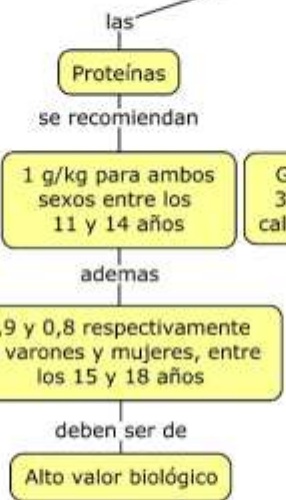 las
Proteínas
se recomiendan
1 g/kg para ambos
sexos entre los
11 y 14 años
ademas
,9 y 0,8 respectivamente
varones y mujeres, entre
los 15 y 18 años
deben ser de
Alto valor biológico